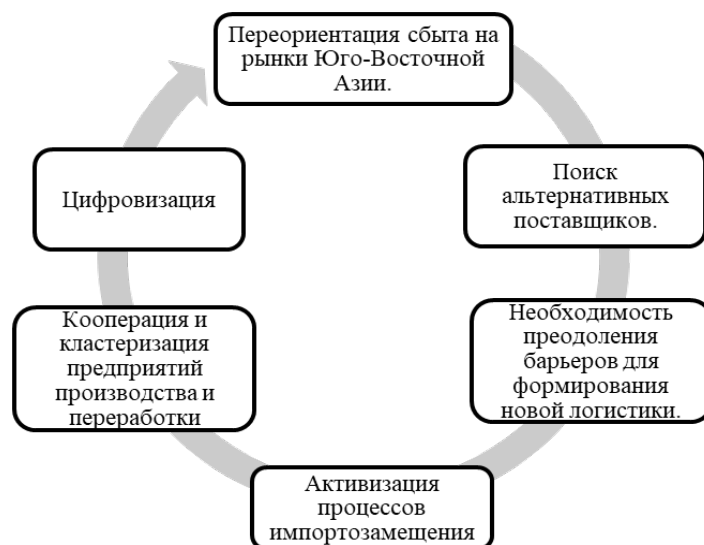 Переориентация сбыта на
рынки Юго-Восточной
Азии.
Поиск
альтернативных
поставщиков.
Необходимость
преодоления
барьеров для
формирования
новой логистики.
Активизация
процессов
импортозамещения
Кооперация и
кластеризация
предприятий
производства и
переработки
Цифровизация